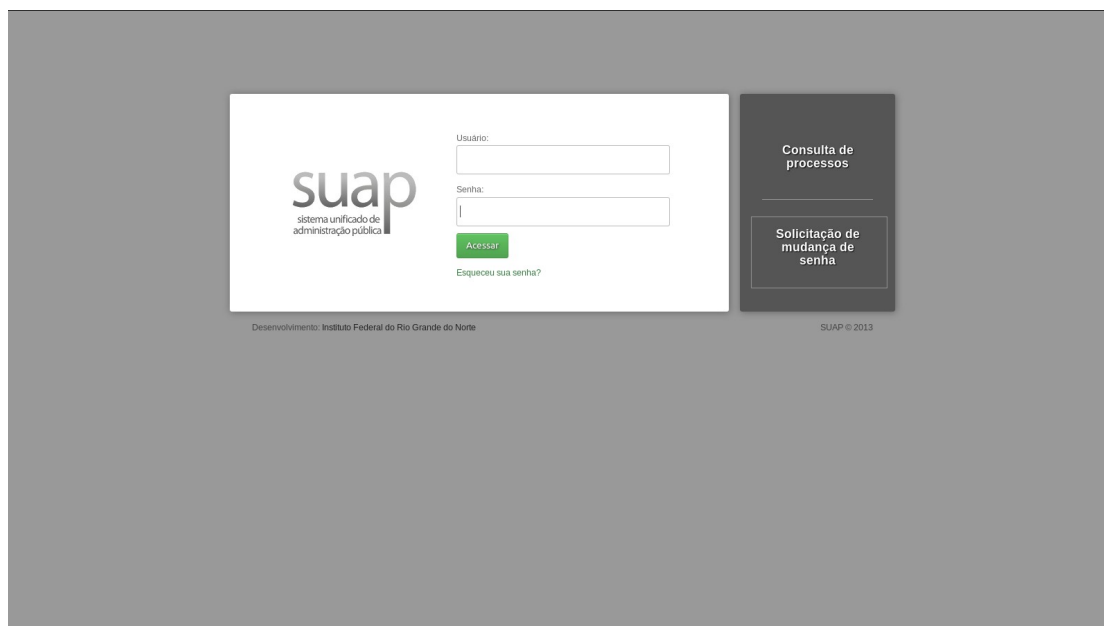 suap
sistema unificado de
administração pública
Usuário:
Senha:
Acessar
Esqueceu sua senha?
Consulta de
processos
Solicitação de
mudança de
senha
Desenvolvimento: Instituto Federal do Rio Grande do Norte
SUAP © 2013